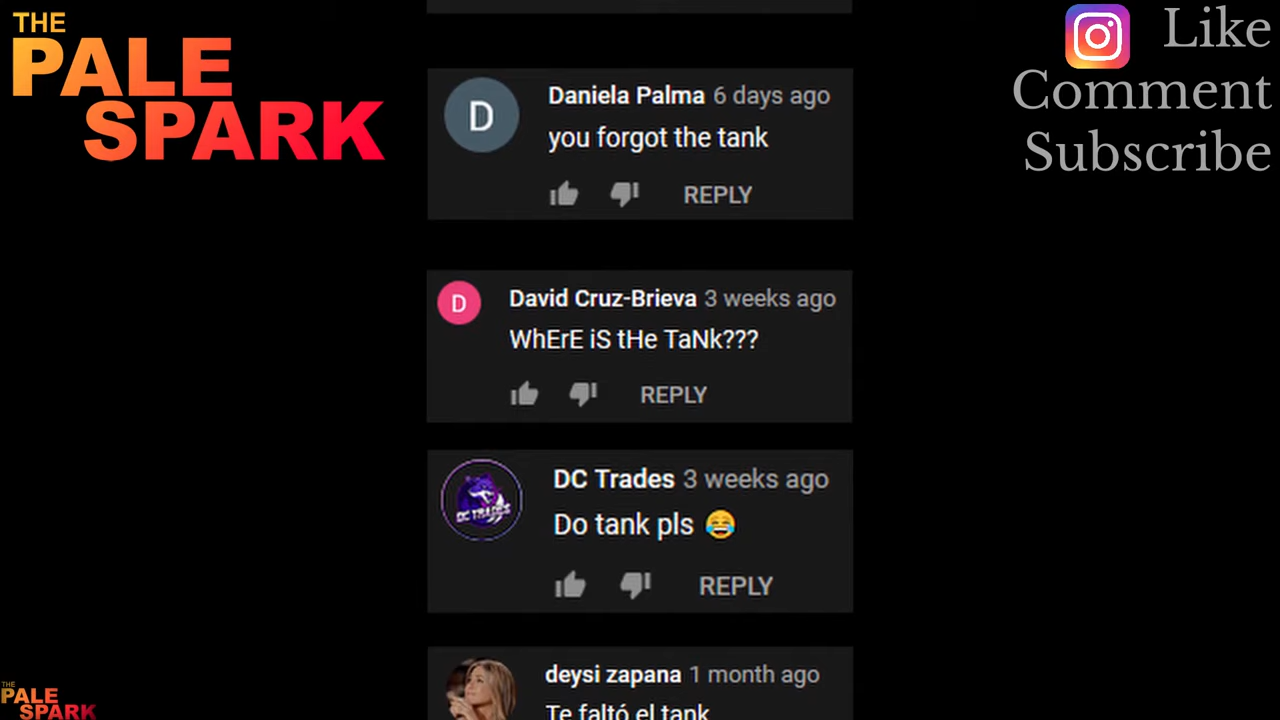 THE
PALE
SPARK
Like
Comment
Subscribe
D
Daniela Palma 6 days ago
you forgot the tank
REPLY
D
David Cruz-Brieva 3 weeks ago
WhErE iS tHe TaNk???
REPLY
DC TRADES
DC Trades 3 weeks ago
Do tank pls 😂
REPLY
deysi zapana 1 month ago
Te faltó el tank
THE
PALE
SPARK